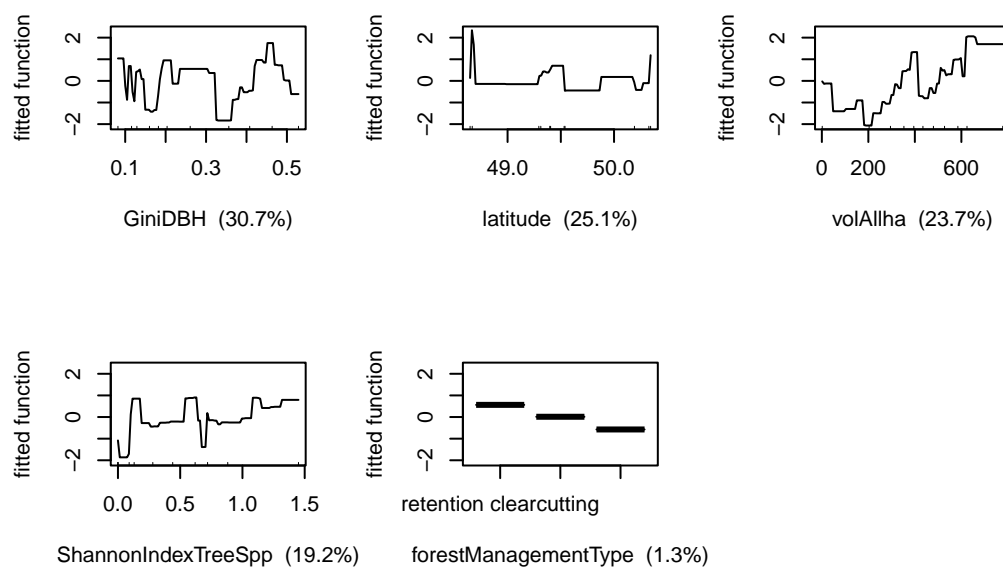 fitted function
−2 0 2
0.1 0.3 0.5
GiniDBH (30.7%)
fitted function
−2 0 2
49.0 50.0
latitude (25.1%)
fitted function
−2 0 2
0 200 600
volAllha (23.7%)
fitted function
−2 0 2
0.0 0.5 1.0 1.5
ShannonIndexTreeSpp (19.2%)
fitted function
−2 0 2
retention clearcutting
forestManagementType (1.3%)